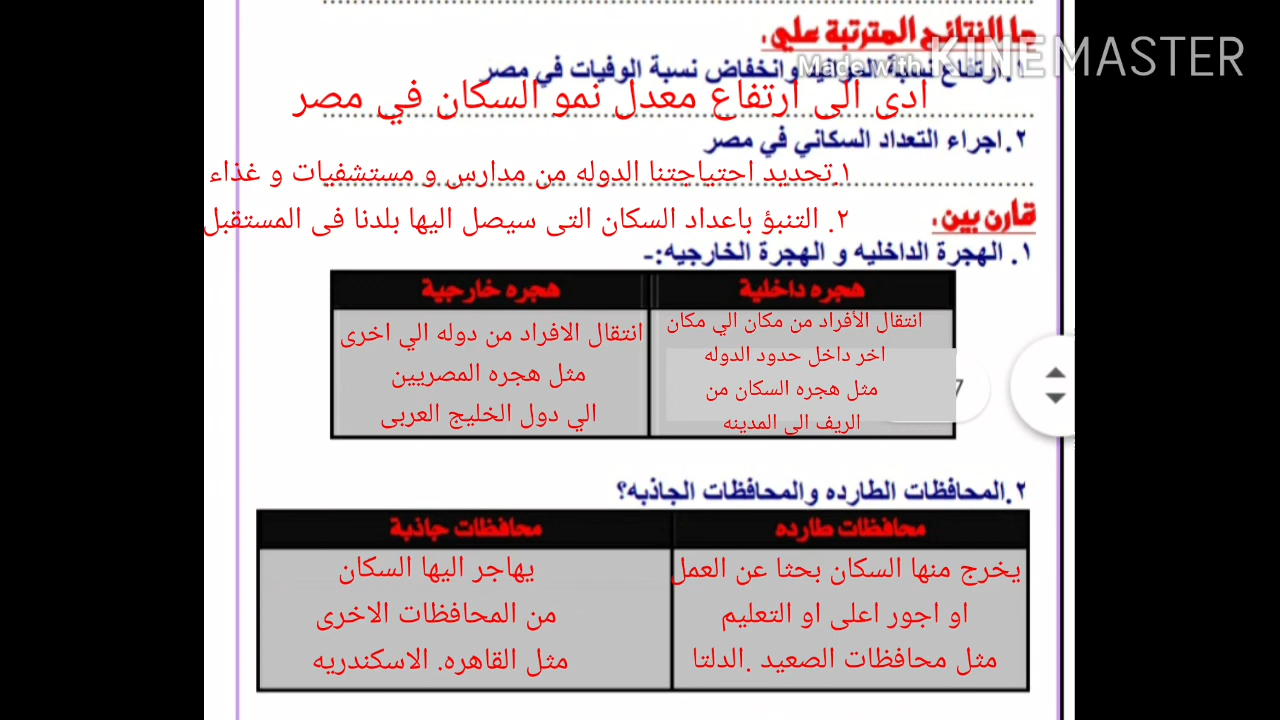 ما النتائج المترتبة علي :
KINEMASTER
Made with
١.ارتفاع نسبة المواليد وانخفاض نسبة الوفيات في مصر
ادى الى ارتفاع معدل نمو السكان في مصر
٢.اجراء التعداد السكاني في مصر
١.تحديد احتياجتنا الدوله من مدارس و مستشفيات و غذاء
٢. التنبؤ باعداد السكان التى سيصل اليها بلدنا فى المستقبل
قارن بين :
١. الهجرة الداخليه و الهجرة الخارجيه:-
هجره داخلية
انتقال الأفراد من مكان الي مكان
اخر داخل حدود الدوله
مثل هجره السكان من
الريف الى المدينه
هجره خارجية
انتقال الافراد من دوله الي اخرى
مثل هجره المصريين
الي دول الخليج العربى
7
٢.المحافظات الطارده والمحافظات الجاذبه؟
محافظات طارده
يخرج منها السكان بحثا عن العمل
او اجور اعلى او التعليم
مثل محافظات الصعيد .الدلتا
محافظات جاذبة
يهاجر اليها السكان
من المحافظات الاخرى
مثل القاهره. الاسكندريه